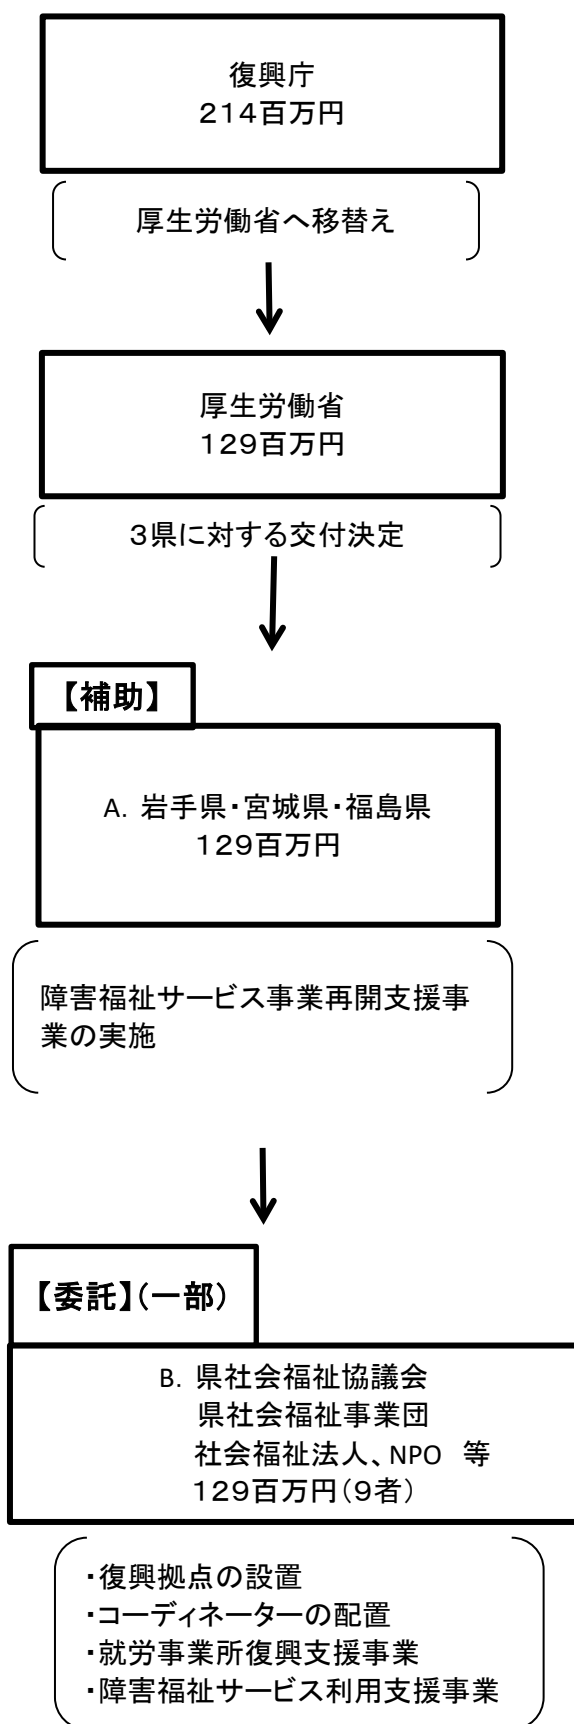 復興庁
214百万円
厚生労働省へ移替え
厚生労働省
129百万円
3県に対する交付決定
【補助】
A. 岩手県・宮城県・福島県
129百万円
障害福祉サービス事業再開支援事
業の実施
【委託】(一部)
B. 県社会福祉協議会
県社会福祉事業団
社会福祉法人、NPO 等
129百万円(9者)
・復興拠点の設置
・コーディネーターの配置
・就労事業所復興支援事業
・障害福祉サービス利用支援事業